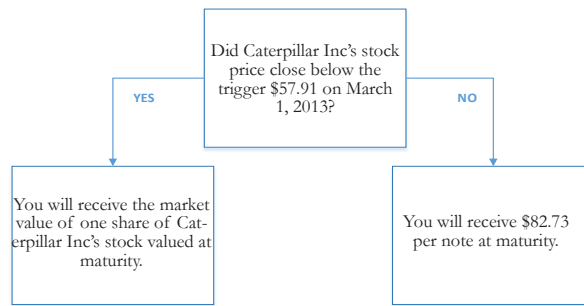 Did Caterpillar Inc's stock
price close below the
trigger $57.91 on March
1, 2013?
YES
NO
You will receive the market
value of one share of Cat-
erpillar Inc's stock valued at
maturity.
You will receive $82.73
per note at maturity.